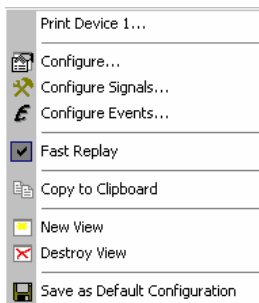 Print Device 1...
Configure...
Configure Signals...
Configure Events...
Fast Replay
Copy to Clipboard
New View
Destroy View
Save as Default Configuration